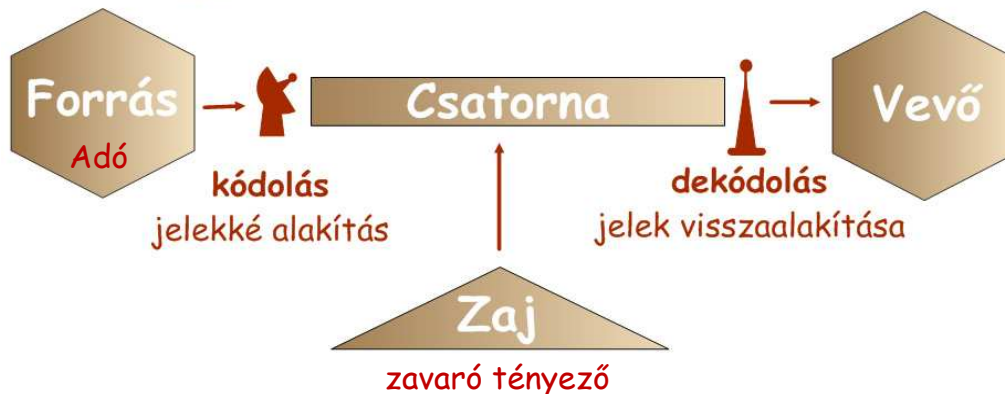 Forrás
Adó
kódolás
jelekké alakítás
Csatorna
dekódolás
jelek visszaalakítása
Vevő
Zaj
zavaró tényező